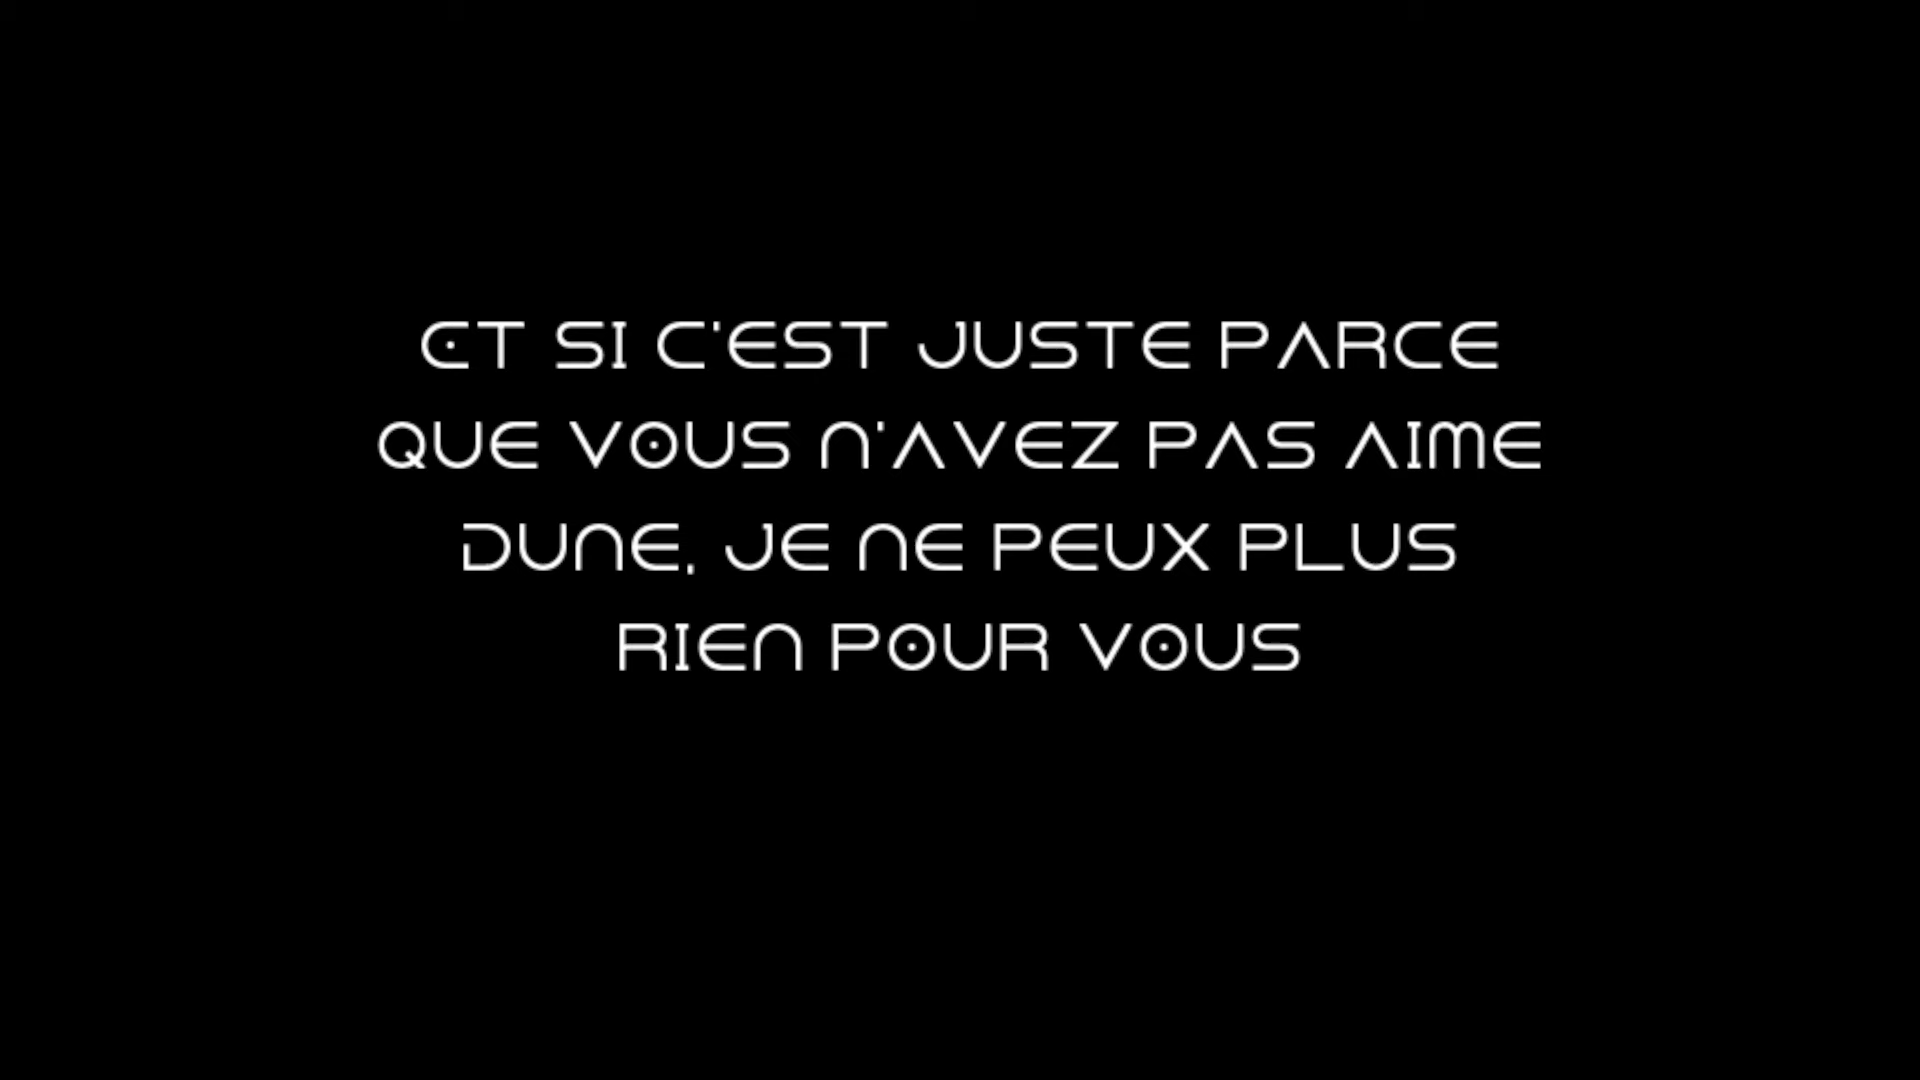 ET SI C'EST JUSTE PARCE
QUE VOUS N'AVEZ PAS AIME
DUNE, JE NE PEUX PLUS
RIEN POUR VOUS